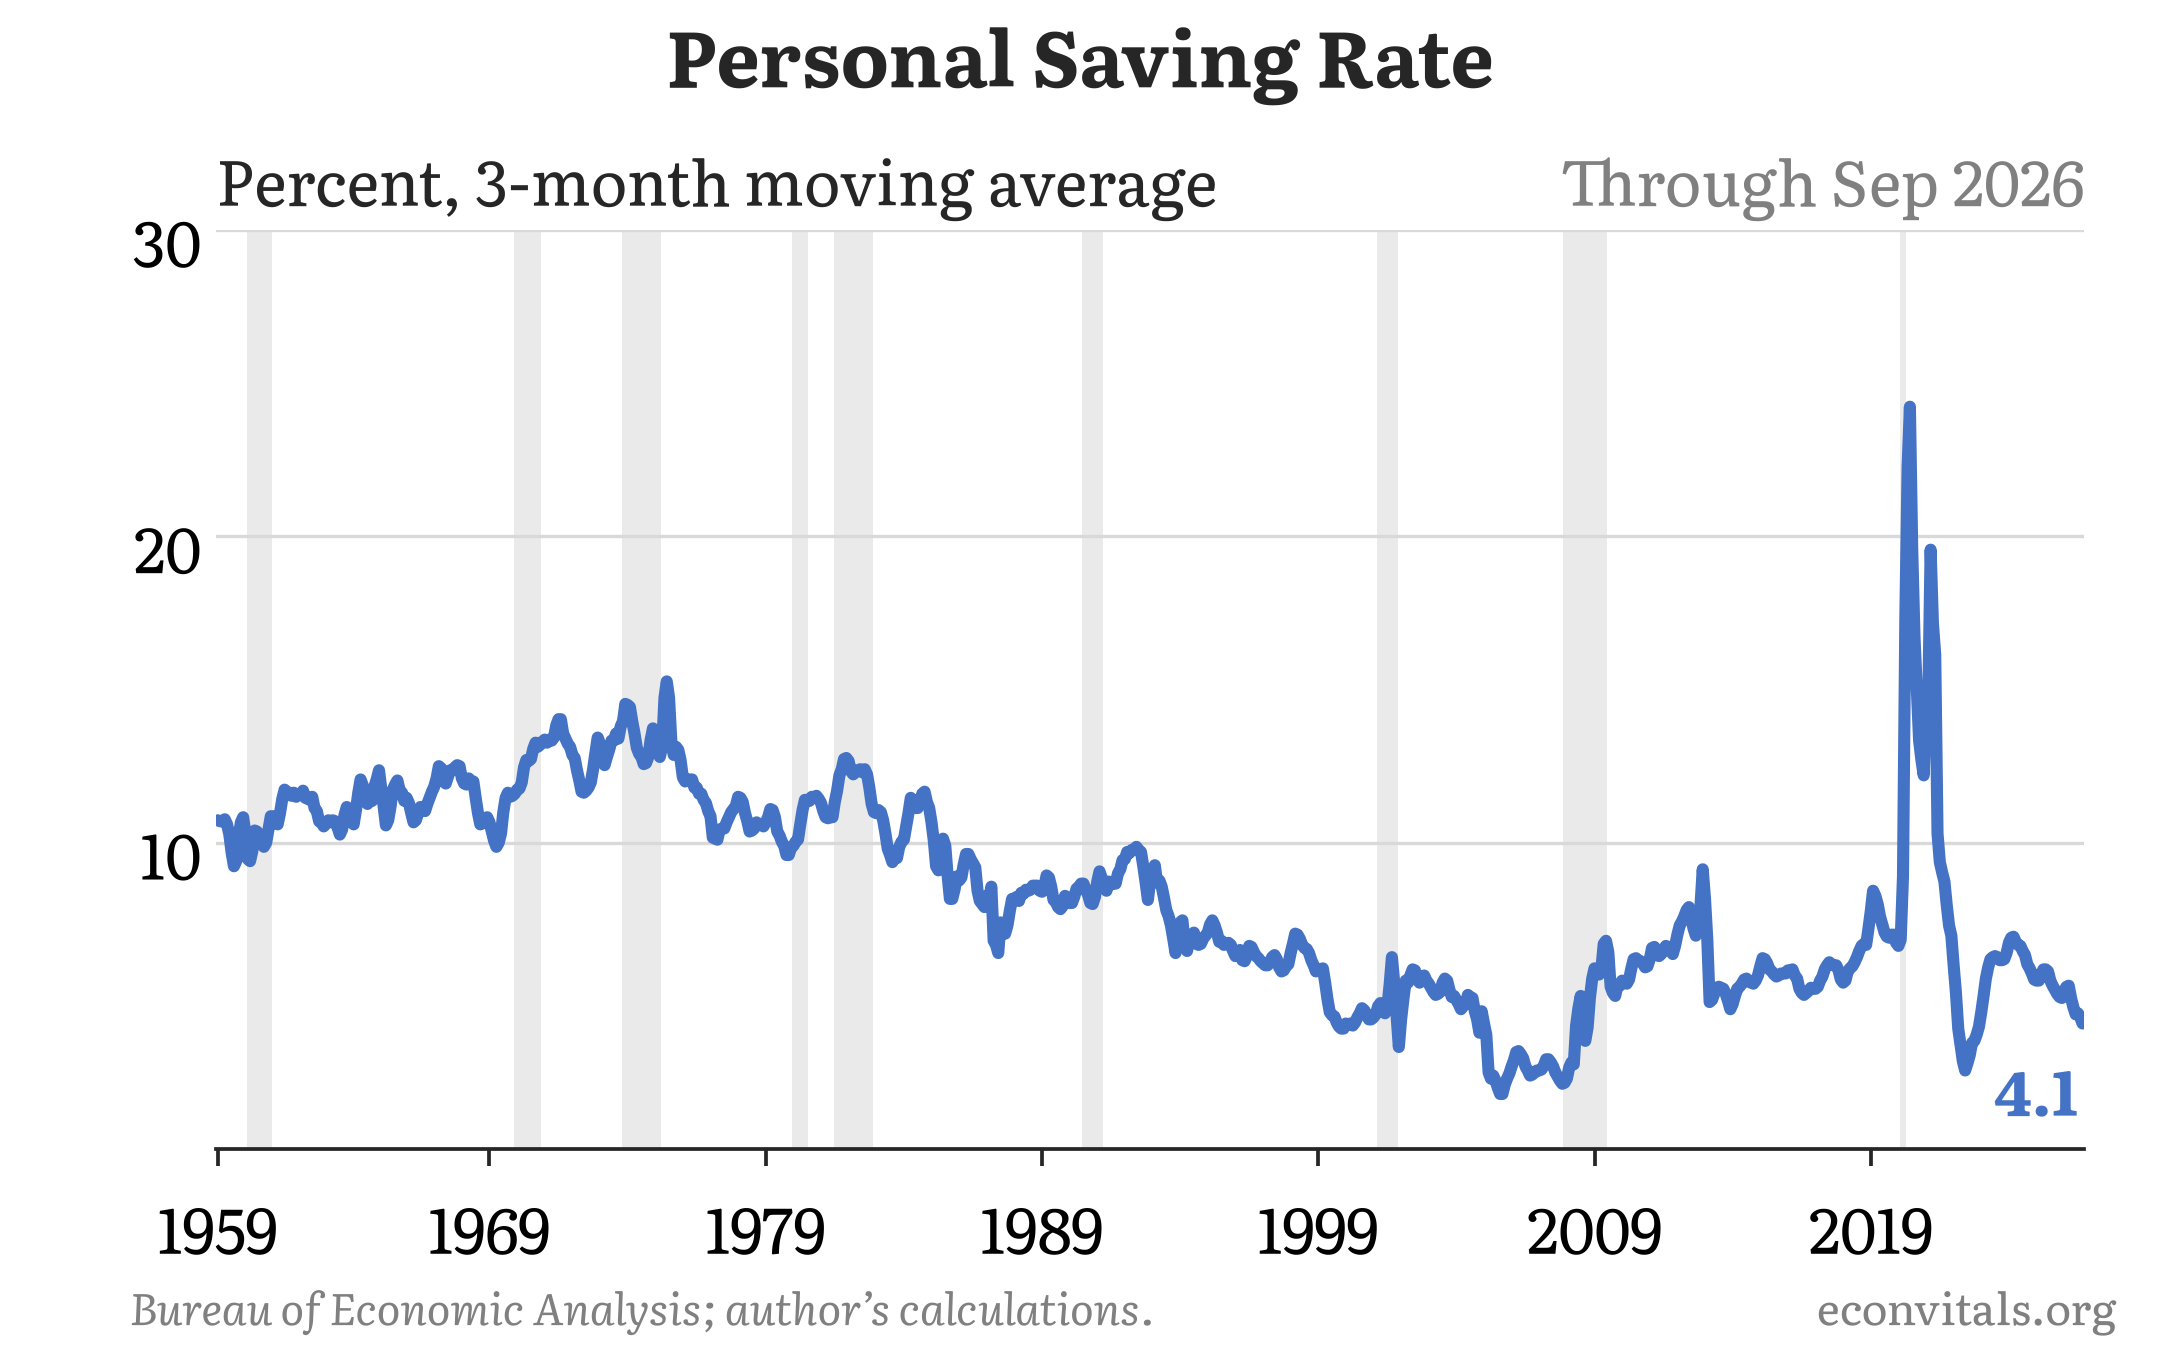 Personal Saving Rate
Percent, 3-month moving average
Through Sep 2026
30
20
10
4.1
1959 1969 1979 1989 1999 2009 2019
Bureau of Economic Analysis; author’s calculations.
econvitals.org